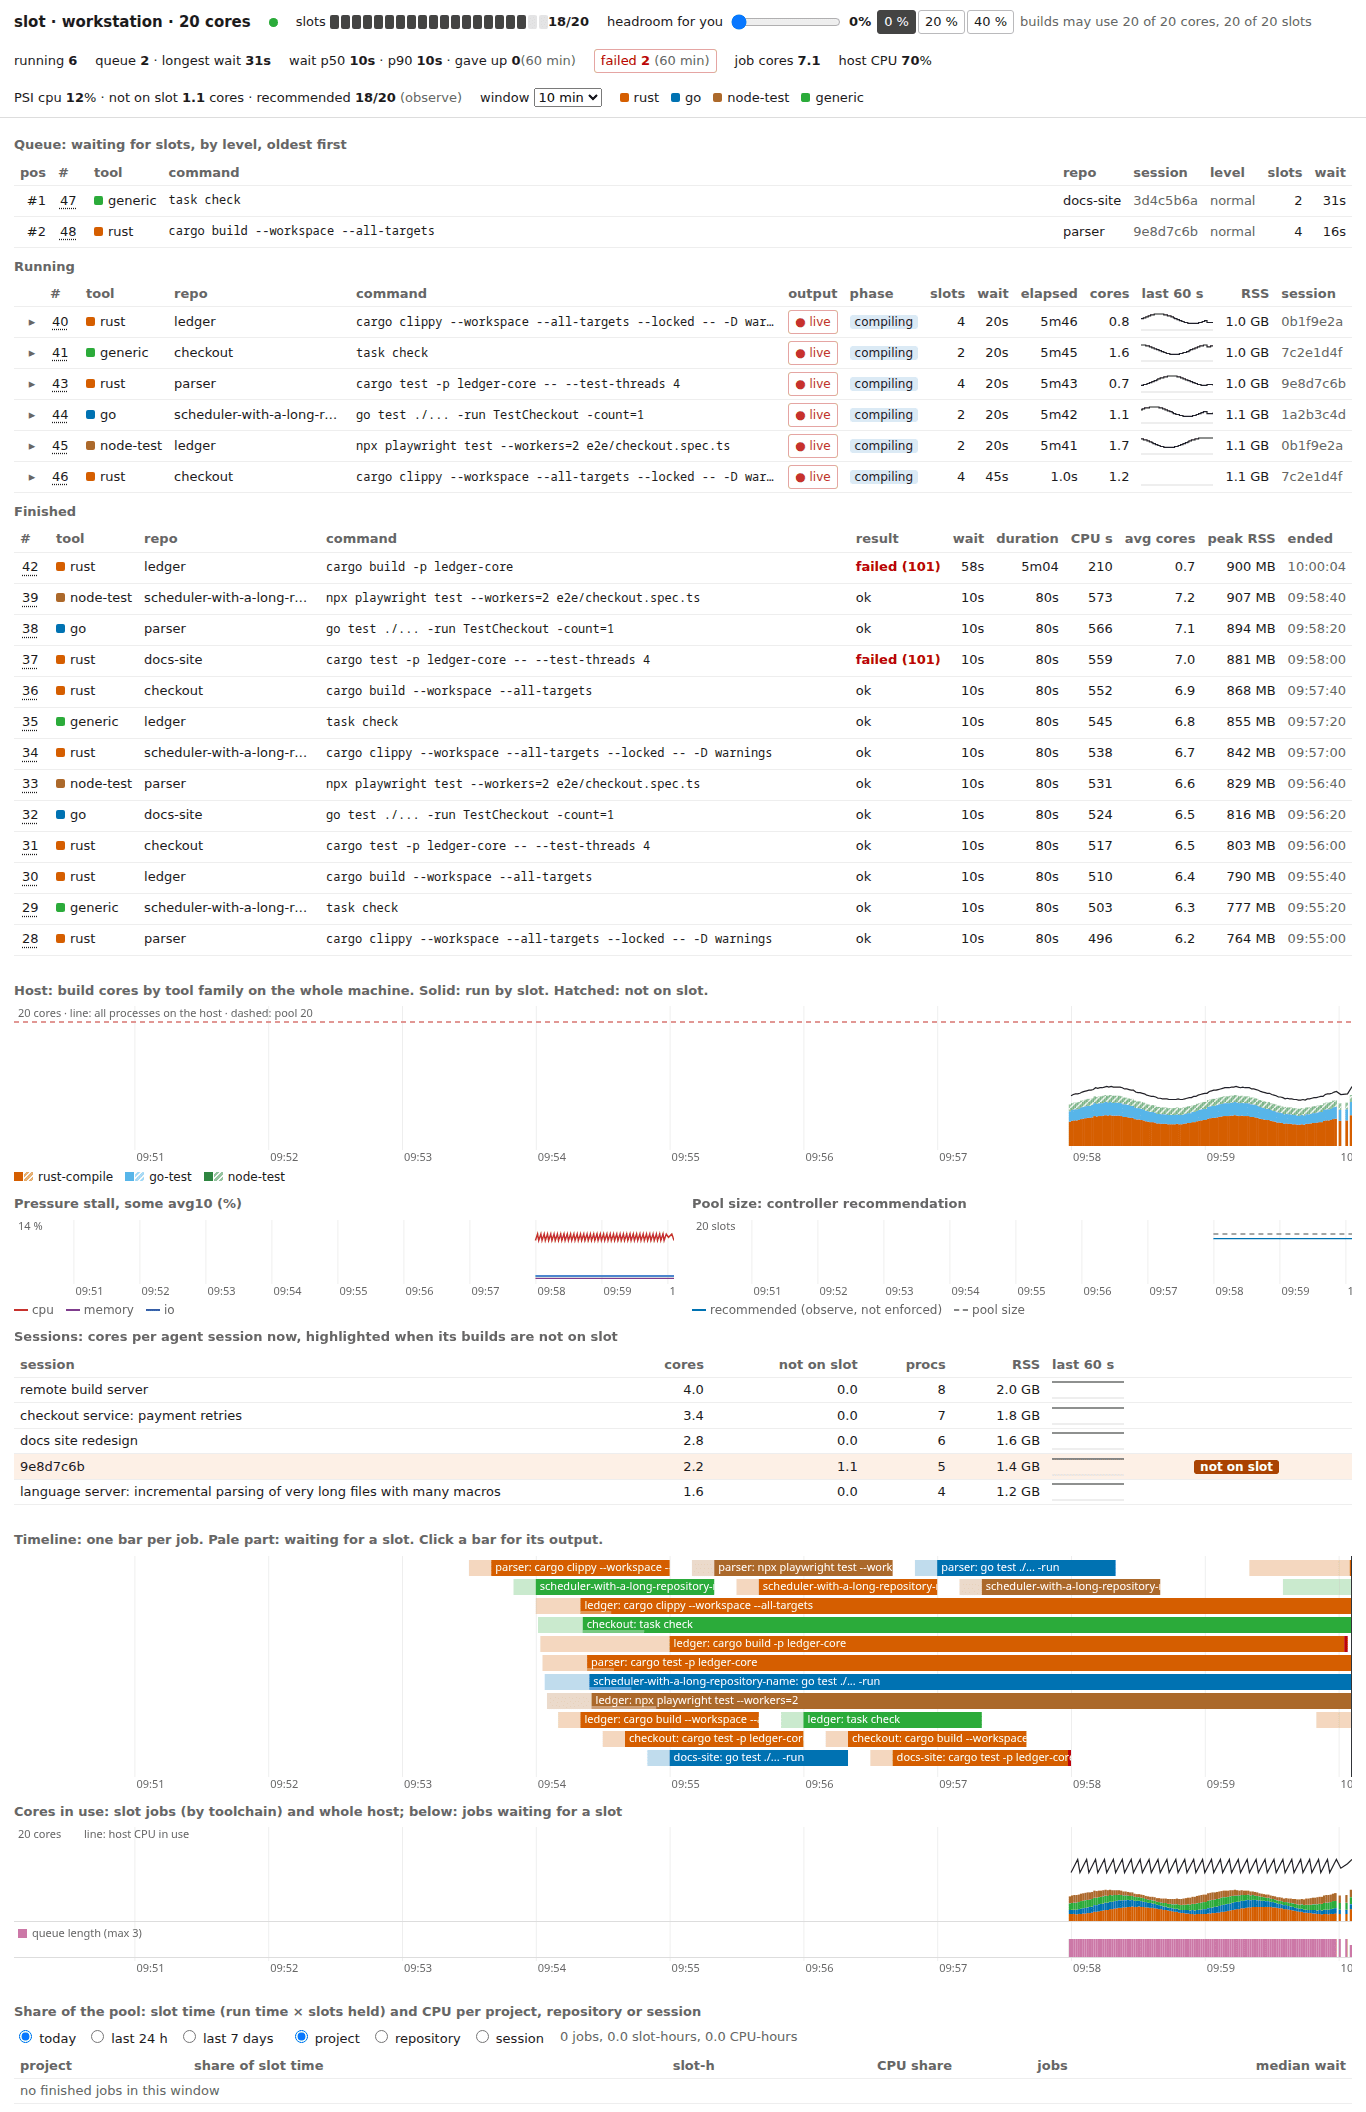 slot · workstation · 20 cores slots 18/20 headroom for you 0% 0 % 20 % 40 % builds may use 20 of 20 cores, 20 of 20 slots
running 6 queue 2 · longest wait 31s wait p50 10s · p90 10s · gave up 0(60 min) failed 2 (60 min) job cores 7.1 host CPU 70%
PSI cpu 12% · not on slot 1.1 cores · recommended 18/20 (observe) window 10 min rust go node-test generic
Queue: waiting for slots, by level, oldest first
pos # tool command repo session level slots wait
#1 47 generic task check docs-site 3d4c5b6a normal 2 31s
#2 48 rust cargo build --workspace --all-targets parser 9e8d7c6b normal 4 16s
Running
# tool repo command output phase slots wait elapsed cores last 60 s RSS session
▸ 40 rust ledger cargo clippy --workspace --all-targets --locked -- -D war… ● live compiling 4 20s 5m46 0.8 1.0 GB 0b1f9e2a
▸ 41 generic checkout task check ● live compiling 2 20s 5m45 1.6 1.0 GB 7c2e1d4f
▸ 43 rust parser cargo test -p ledger-core -- --test-threads 4 ● live compiling 4 20s 5m43 0.7 1.0 GB 9e8d7c6b
▸ 44 go scheduler-with-a-long-r… go test ./... -run TestCheckout -count=1 ● live compiling 2 20s 5m42 1.1 1.1 GB 1a2b3c4d
▸ 45 node-test ledger npx playwright test --workers=2 e2e/checkout.spec.ts ● live compiling 2 20s 5m41 1.7 1.1 GB 0b1f9e2a
▸ 46 rust checkout cargo clippy --workspace --all-targets --locked -- -D war… ● live compiling 4 45s 1.0s 1.2 1.1 GB 7c2e1d4f
Finished
# tool repo command result wait duration CPU s avg cores peak RSS ended
42 rust ledger cargo build -p ledger-core failed (101) 58s 5m04 210 0.7 900 MB 10:00:04
39 node-test scheduler-with-a-long-r… npx playwright test --workers=2 e2e/checkout.spec.ts ok 10s 80s 573 7.2 907 MB 09:58:40
38 go parser go test ./... -run TestCheckout -count=1 ok 10s 80s 566 7.1 894 MB 09:58:20
37 rust docs-site cargo test -p ledger-core -- --test-threads 4 failed (101) 10s 80s 559 7.0 881 MB 09:58:00
36 rust checkout cargo build --workspace --all-targets ok 10s 80s 552 6.9 868 MB 09:57:40
35 generic ledger task check ok 10s 80s 545 6.8 855 MB 09:57:20
34 rust scheduler-with-a-long-r… cargo clippy --workspace --all-targets --locked -- -D warnings ok 10s 80s 538 6.7 842 MB 09:57:00
33 node-test parser npx playwright test --workers=2 e2e/checkout.spec.ts ok 10s 80s 531 6.6 829 MB 09:56:40
32 go docs-site go test ./... -run TestCheckout -count=1 ok 10s 80s 524 6.5 816 MB 09:56:20
31 rust checkout cargo test -p ledger-core -- --test-threads 4 ok 10s 80s 517 6.5 803 MB 09:56:00
30 rust ledger cargo build --workspace --all-targets ok 10s 80s 510 6.4 790 MB 09:55:40
29 generic scheduler-with-a-long-r… task check ok 10s 80s 503 6.3 777 MB 09:55:20
28 rust parser cargo clippy --workspace --all-targets --locked -- -D warnings ok 10s 80s 496 6.2 764 MB 09:55:00
Host: build cores by tool family on the whole machine. Solid: run by slot. Hatched: not on slot.
20 cores · line: all processes on the host · dashed: pool 20
09:51 09:52 09:53 09:54 09:55 09:56 09:57 09:58 09:59 10
rust-compile go-test node-test
Pressure stall, some avg10 (%)
14 %
09:51 09:52 09:53 09:54 09:55 09:56 09:57 09:58 09:59 1
cpu memory io
Pool size: controller recommendation
20 slots
09:51 09:52 09:53 09:54 09:55 09:56 09:57 09:58 09:59 1
recommended (observe, not enforced) pool size
Sessions: cores per agent session now, highlighted when its builds are not on slot
session cores not on slot procs RSS last 60 s
remote build server 4.0 0.0 8 2.0 GB
checkout service: payment retries 3.4 0.0 7 1.8 GB
docs site redesign 2.8 0.0 6 1.6 GB
9e8d7c6b 2.2 1.1 5 1.4 GB not on slot
language server: incremental parsing of very long files with many macros 1.6 0.0 4 1.2 GB
Timeline: one bar per job. Pale part: waiting for a slot. Click a bar for its output.
parser: cargo clippy --workspace - parser: npx playwright test --work parser: go test ./... -run
scheduler-with-a-long-repository- scheduler-with-a-long-repository- scheduler-with-a-long-repository-
ledger: cargo clippy --workspace --all-targets
checkout: task check
ledger: cargo build -p ledger-core
parser: cargo test -p ledger-core
scheduler-with-a-long-repository-name: go test ./... -run
ledger: npx playwright test --workers=2
ledger: cargo build --workspace -- ledger: task check
checkout: cargo test -p ledger-cor checkout: cargo build --workspace
docs-site: go test ./... -run docs-site: cargo test -p ledger-core
09:51 09:52 09:53 09:54 09:55 09:56 09:57 09:58 09:59 10
Cores in use: slot jobs (by toolchain) and whole host; below: jobs waiting for a slot
20 cores line: host CPU in use
queue length (max 3)
09:51 09:52 09:53 09:54 09:55 09:56 09:57 09:58 09:59 10
Share of the pool: slot time (run time × slots held) and CPU per project, repository or session
today last 24 h last 7 days project repository session 0 jobs, 0.0 slot-hours, 0.0 CPU-hours
project share of slot time slot-h CPU share jobs median wait
no finished jobs in this window